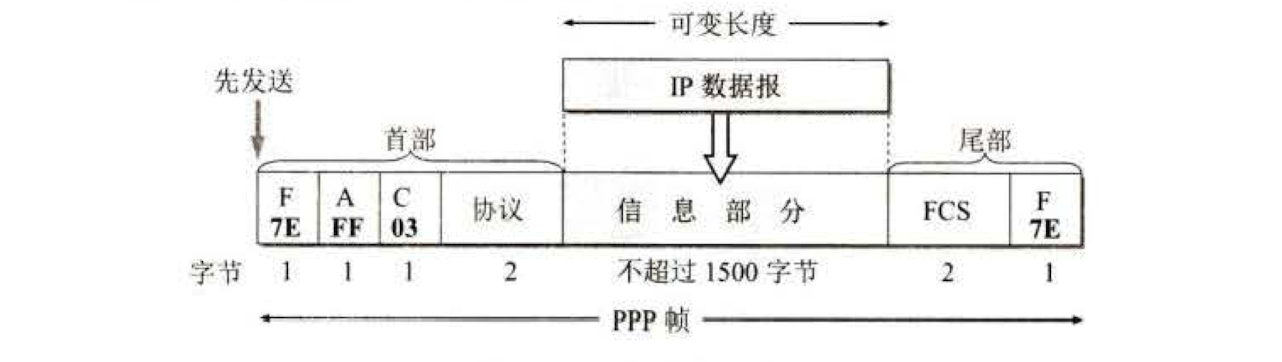 可变长度
IP 数据报
先发送
首部
尾部
F A C 协议 信息部分 FCS F
7E FF 03 7E
字节 1 1 1 2 不超过 1500 字节 2 1
PPP 帧